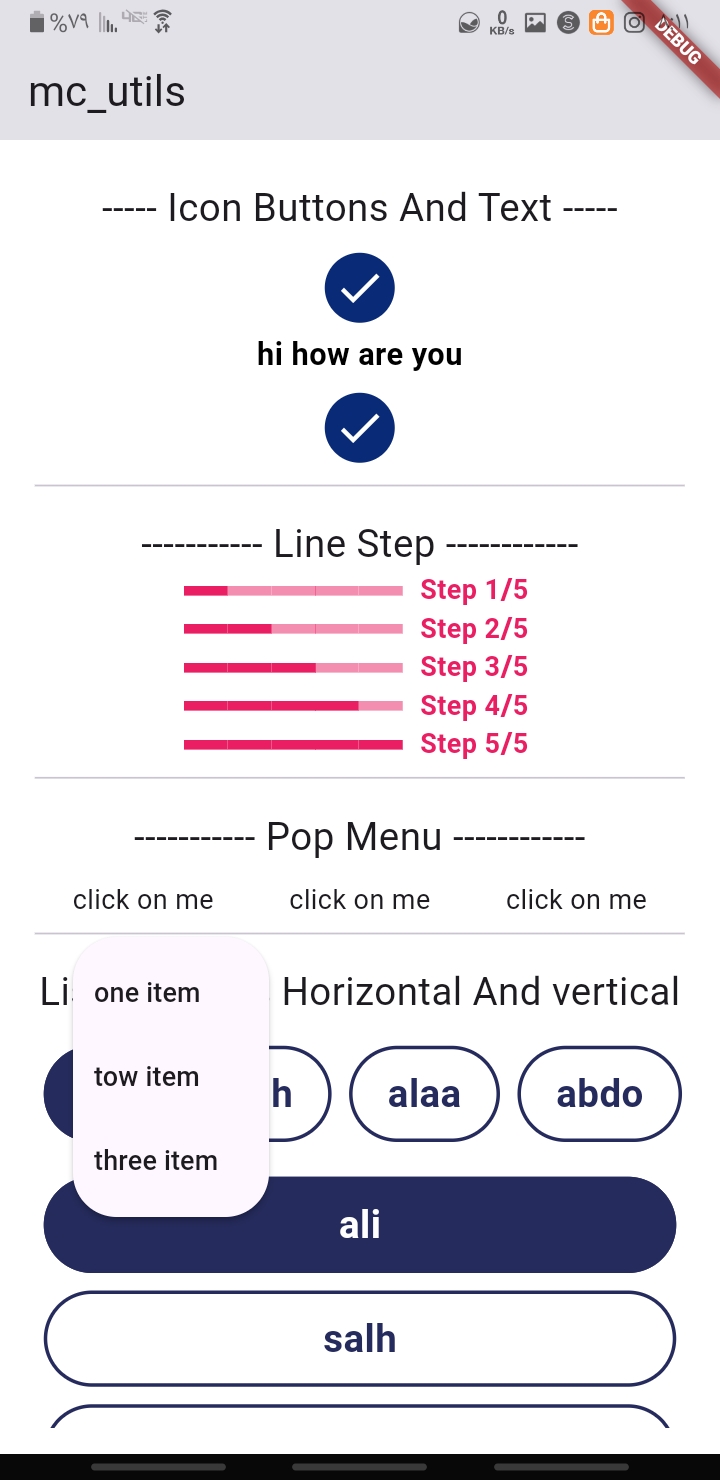 %٧٩ 0 KB/s
DEBUG
mc_utils
----- Icon Buttons And Text -----
hi how are you
----------- Line Step ------------
Step 1/5
Step 2/5
Step 3/5
Step 4/5
Step 5/5
----------- Pop Menu ------------
click on me click on me click on me
Horizontal And vertical
one item
tow item
three item
alaa abdo
ali
salh